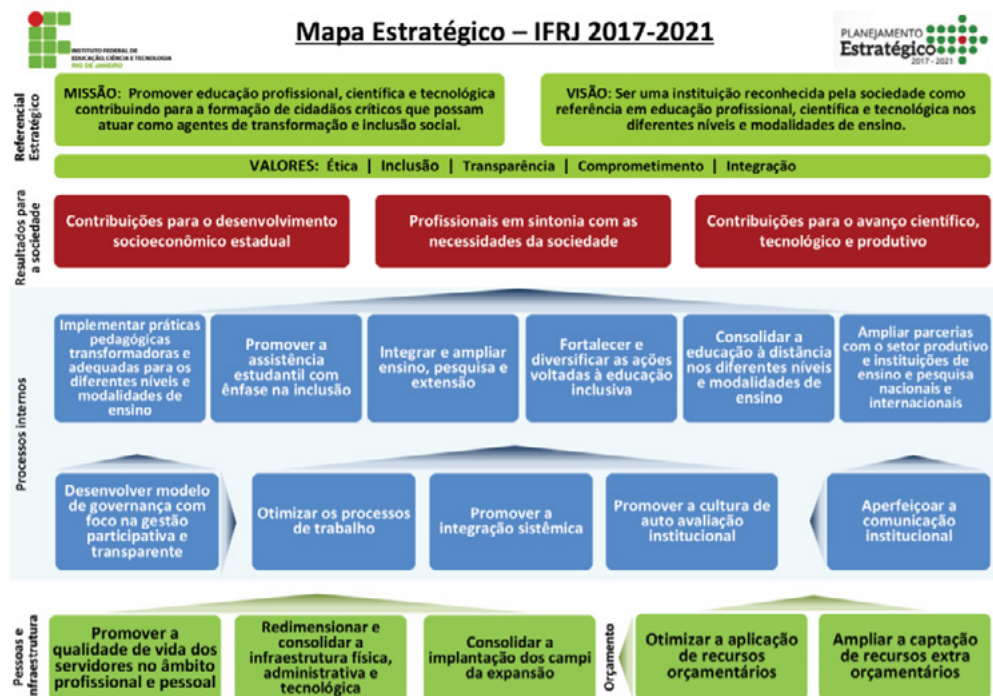 INSTITUTO FEDERAL DE
EDUCAÇÃO, CIÊNCIA E TECNOLOGIA
RIO DE JANEIRO
Mapa Estratégico – IFRJ 2017-2021
PLANEJAMENTO
Estratégico
2017 - 2021
Referencial
Estratégico
MISSÃO: Promover educação profissional, científica e tecnológica
contribuindo para a formação de cidadãos críticos que possam
atuar como agentes de transformação e inclusão social.
VISÃO: Ser uma instituição reconhecida pela sociedade como
referência em educação profissional, científica e tecnológica nos
diferentes níveis e modalidades de ensino.
VALORES: Ética | Inclusão | Transparência | Comprometimento | Integração
Resultados para
a sociedade
Contribuições para o desenvolvimento
socioeconômico estadual
Profissionais em sintonia com as
necessidades da sociedade
Contribuições para o avanço científico,
tecnológico e produtivo
Processos internos
Implementar práticas
pedagógicas
transformadoras e
adequadas para os
diferentes níveis e
modalidades de
ensino
Promover a
assistência
estudantil com
ênfase na inclusão
Integrar e ampliar
ensino, pesquisa e
extensão
Fortalecer e
diversificar as ações
voltadas à educação
inclusiva
Consolidar a
educação à distância
nos diferentes níveis
e modalidades de
ensino
Ampliar parcerias
com o setor produtivo
e instituições de
ensino e pesquisa
nacionais e
internacionais
Desenvolver modelo
de governança com
foco na gestão
participativa e
transparente
Otimizar os processos
de trabalho
Promover a
integração sistêmica
Promover a cultura de
auto avaliação
institucional
Aperfeiçoar a
comunicação
institucional
Pessoas e
infraestrutura
Promover a
qualidade de vida dos
servidores no âmbito
profissional e pessoal
Redimensionar e
consolidar a
infraestrutura física,
administrativa e
tecnológica
Consolidar a
implantação dos campi
da expansão
Orçamento
Otimizar a aplicação
de recursos
orçamentários
Ampliar a captação
de recursos extra
orçamentários